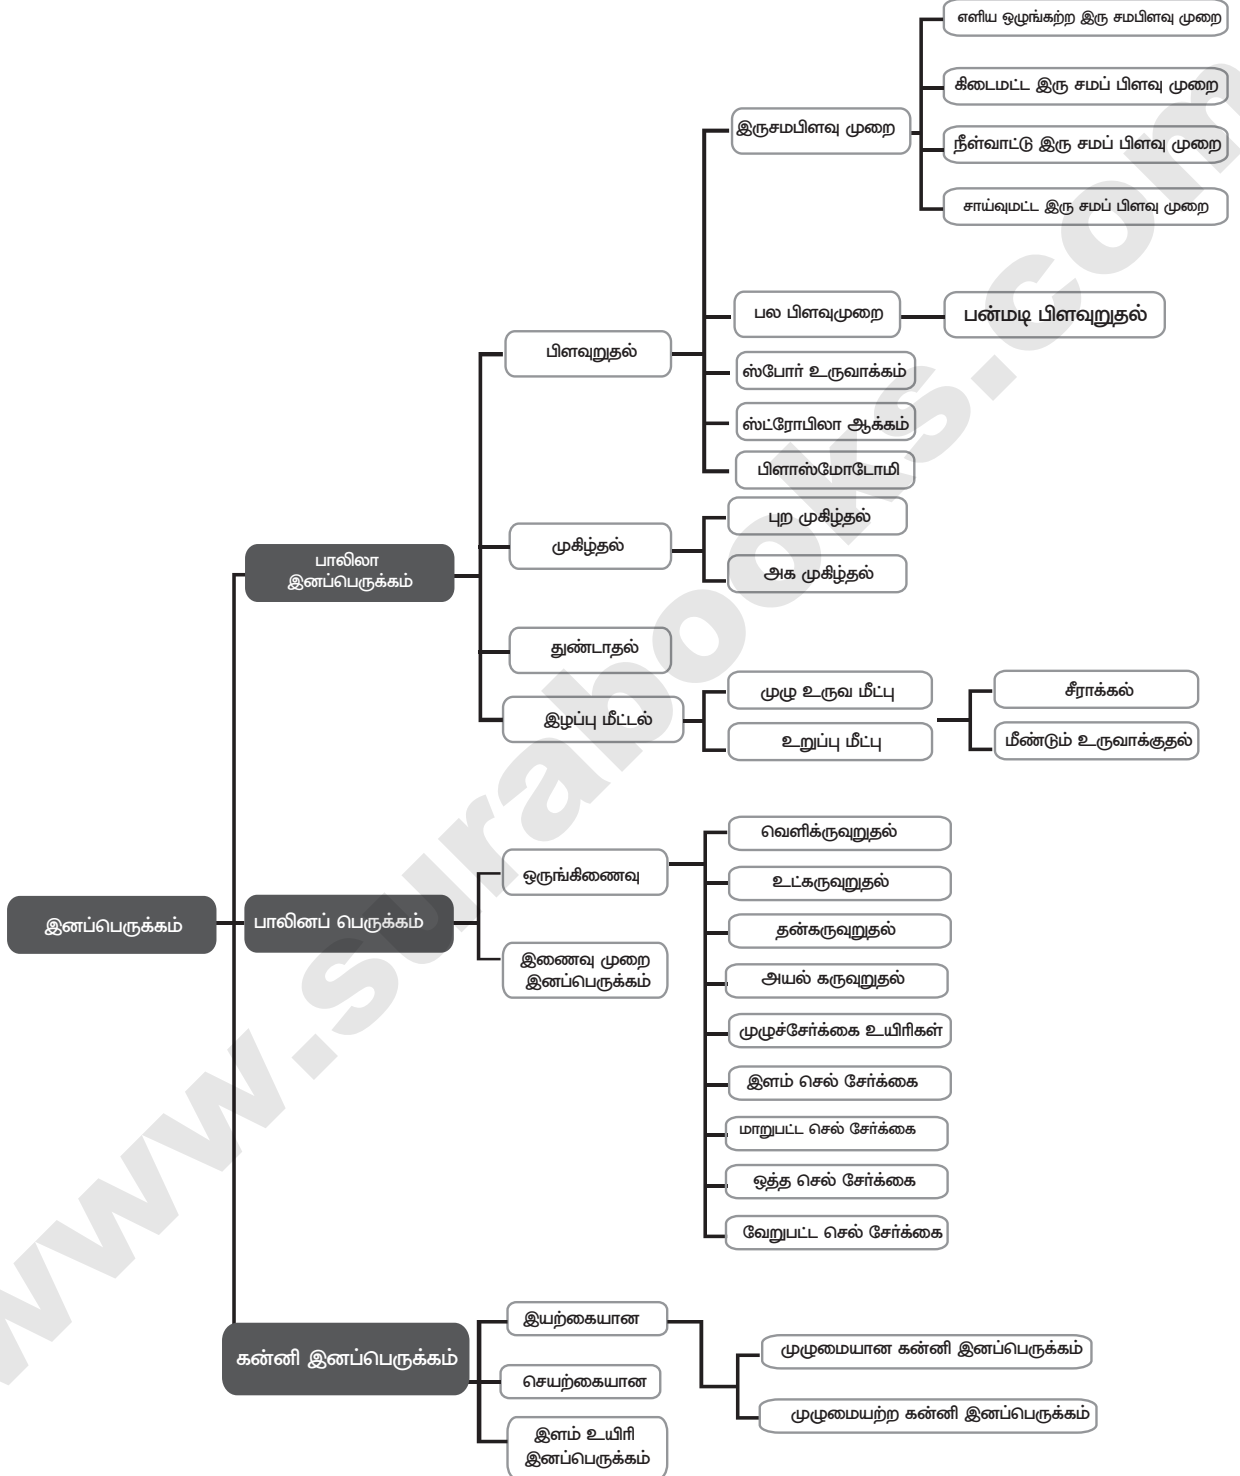 எளிய ஒழுங்கற்ற இரு சமபிளவு முறை
கிடைமட்ட இரு சமப் பிளவு முறை
இருசமபிளவு முறை
நீள்வாட்டு இரு சமப் பிளவு முறை
சாய்வுமட்ட இரு சமப் பிளவு முறை
பல பிளவுமுறை
பன்மடி பிளவுறுதல்
பிளவுறுதல்
ஸ்போர் உருவாக்கம்
ஸ்ட்ரோபிலா ஆக்கம்
பிளாஸ்மோடோமி
புற முகிழ்தல்
முகிழ்தல்
அக முகிழ்தல்
பாலிலா
இனப்பெருக்கம்
துண்டாதல்
முழு உருவ மீட்பு
சீராக்கல்
இழப்பு மீட்டல்
உறுப்பு மீட்பு
மீண்டும் உருவாக்குதல்
வெளிக்ருவுறுதல்
ஒருங்கிணைவு
உட்கருவுறுதல்
இனப்பெருக்கம்
பாலினப் பெருக்கம்
தன்கருவுறுதல்
இணைவு முறை
இனப்பெருக்கம்
அயல் கருவுறுதல்
முழுச்சேர்க்கை உயிரிகள்
இளம் செல் சேர்க்கை
மாறுபட்ட செல் சேர்க்கை
ஒத்த செல் சேர்க்கை
வேறுபட்ட செல் சேர்க்கை
இயற்கையான
முழுமையான கன்னி இனப்பெருக்கம்
கன்னி இனப்பெருக்கம்
செயற்கையான
முழுமையற்ற கன்னி இனப்பெருக்கம்
இளம் உயிரி
இனப்பெருக்கம்
www.surabooks.com